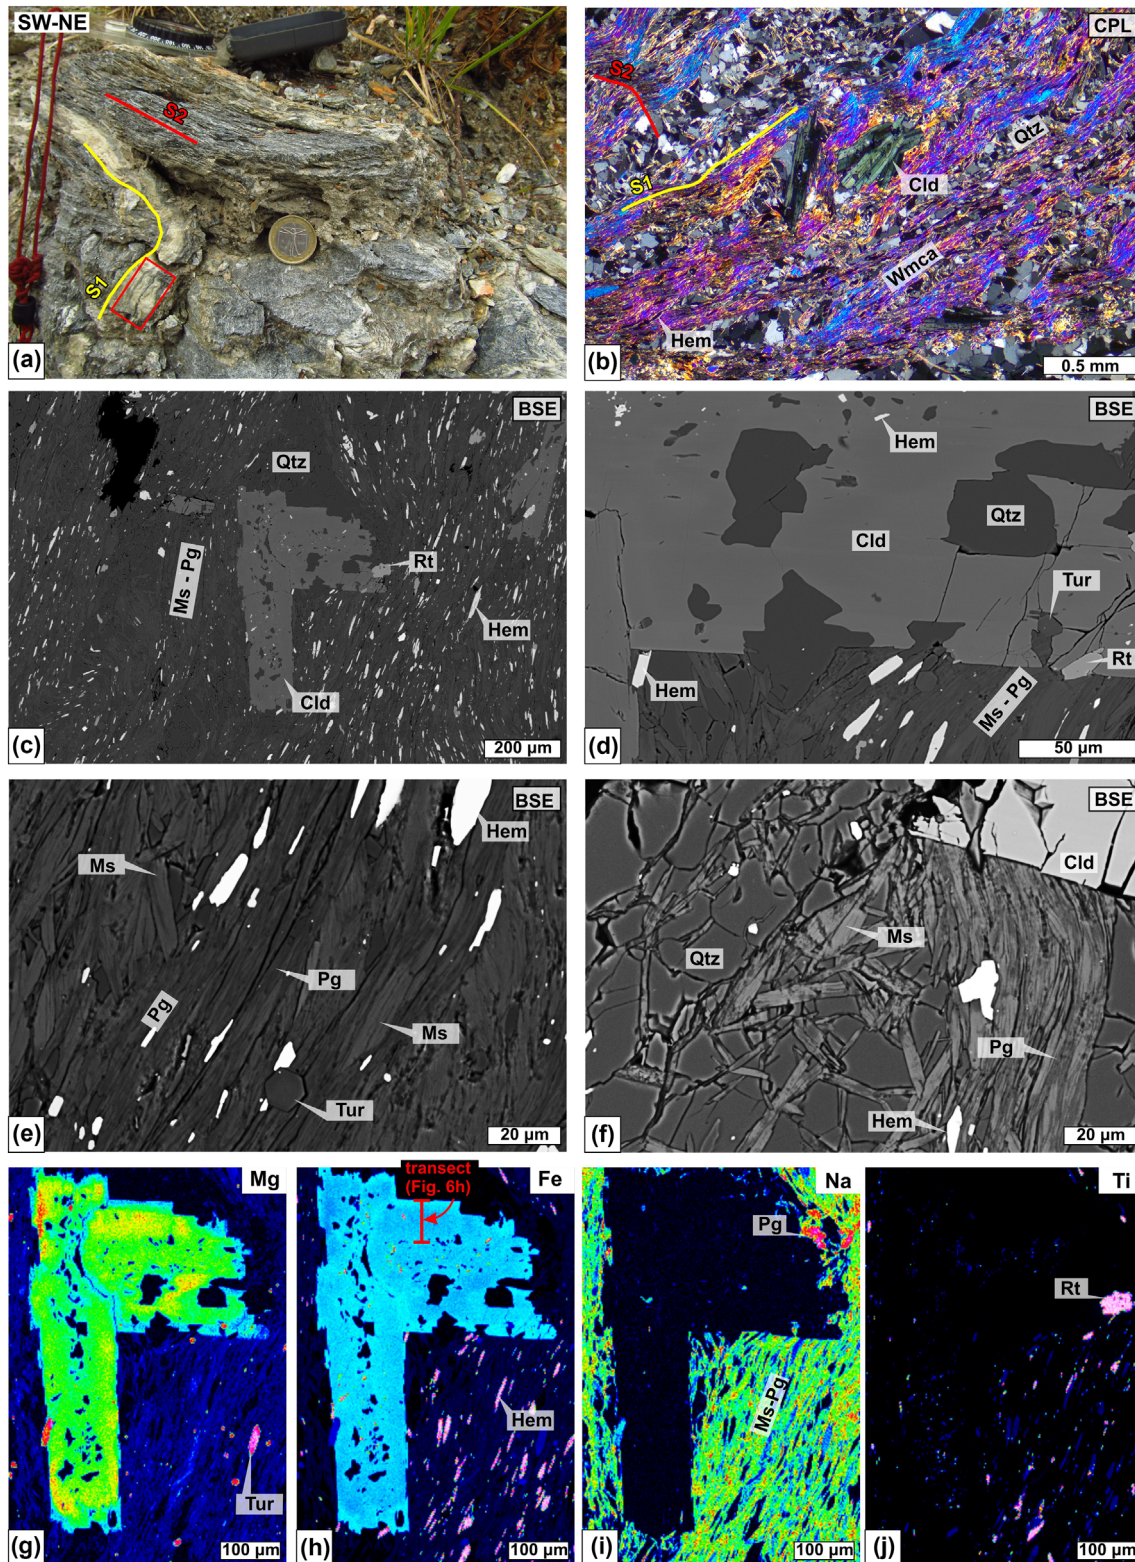 SW-NE
S2
S1
(a)
CPL
S2
Qtz
S1
Cld
Wmca
Hem
(b)
0.5 mm
BSE
Qtz
Rt
Ms - Pg
Hem
Cld
(c)
200 µm
BSE
Hem
Qtz
Cld
Tur
Rt
Hem
Ms - Pg
(d)
50 µm
BSE
Hem
Ms
Pg
Pg
Ms
Tur
(e)
20 µm
BSE
Cld
Ms
Qtz
Pg
Hem
(f)
20 µm
Mg
Tur
(g)
100 µm
transect
(Fig. 6h)
Fe
Hem
(h)
100 µm
Na
Pg
Ms-Pg
(i)
100 µm
Ti
Rt
(j)
100 µm